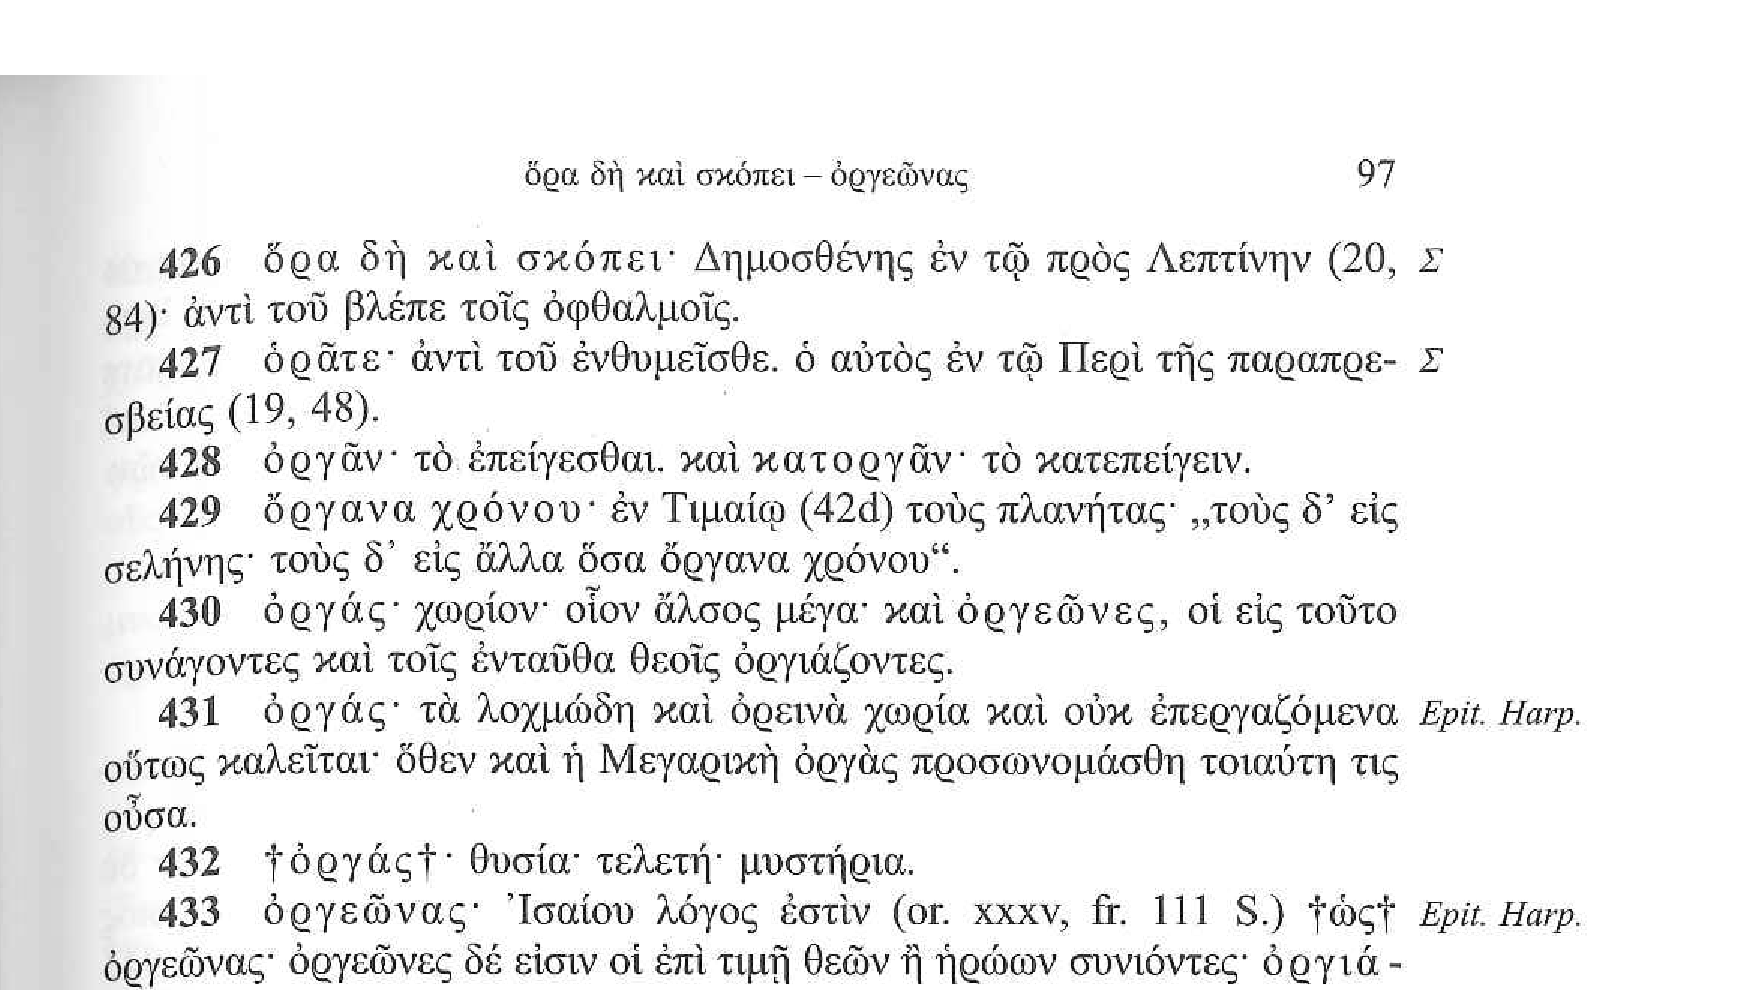 ὅρα δὴ καὶ σκόπει – ὀργεῶνας 97
426 ὅρα δὴ καὶ σκόπει· Δημοσθένης ἐν τῷ πρὸς Λεπτίνην (20, Σ
84)· ἀντὶ τοῦ βλέπε τοῖς ὀφθαλμοῖς.
427 ὁρᾶτε· ἀντὶ τοῦ ἐνθυμεῖσθε. ὁ αὐτὸς ἐν τῷ Περὶ τῆς παραπρε- Σ
σβείας (19, 48).
428 ὀργᾶν· τὸ ἐπείγεσθαι. καὶ κατοργᾶν· τὸ κατεπείγειν.
429 ὄργανα χρόνου· ἐν Τιμαίῳ (42d) τοὺς πλανήτας· „τοὺς δ’ εἰς
σελήνης· τοὺς δ’ εἰς ἄλλα ὅσα ὄργανα χρόνου“.
430 ὀργάς· χωρίον· οἷον ἄλσος μέγα· καὶ ὀργεῶνες, οἱ εἰς τοῦτο
συνάγοντες καὶ τοῖς ἐνταῦθα θεοῖς ὀργιάζοντες.
431 ὀργάς· τὰ λοχμώδη καὶ ὀρεινὰ χωρία καὶ οὐκ ἐπεργαζόμενα Epit. Harp.
οὕτως καλεῖται· ὅθεν καὶ ἡ Μεγαρικὴ ὀργὰς προσωνομάσθη τοιαύτη τις
οὖσα.
432 †ὀργάς†· θυσία· τελετή· μυστήρια.
433 ὀργεῶνας· Ἰσαίου λόγος ἐστὶν (or. xxxv, fr. 111 S.) †ὡς† Epit. Harp.
ὀργεῶνας· ὀργεῶνες δέ εἰσιν οἱ ἐπὶ τιμῇ θεῶν ἢ ἡρώων συνιόντες· ὀργιά-